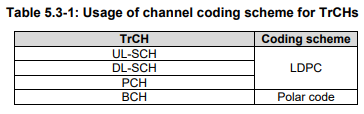 Table 5.3-1: Usage of channel coding scheme for TrCHs
TrCH Coding scheme
UL-SCH
DL-SCH LDPC
PCH
BCH Polar code